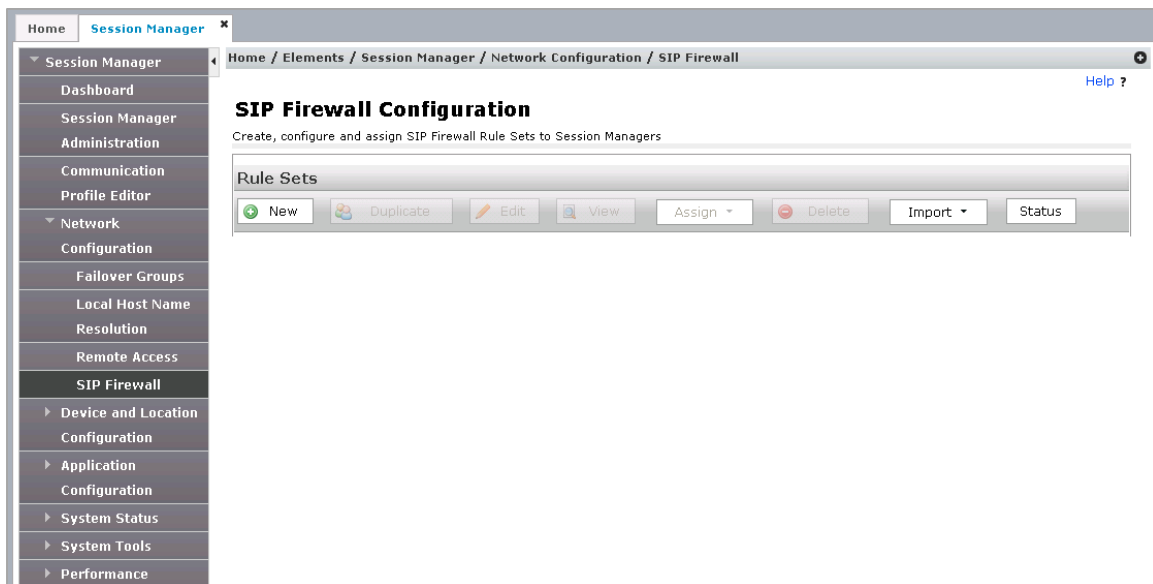 Home
Session Manager
Session Manager
Dashboard
Session Manager
Administration
Communication
Profile Editor
Network
Configuration
Failover Groups
Local Host Name
Resolution
Remote Access
SIP Firewall
Device and Location
Configuration
Application
Configuration
System Status
System Tools
Performance
Home / Elements / Session Manager / Network Configuration / SIP Firewall
Help ?
SIP Firewall Configuration
Create, configure and assign SIP Firewall Rule Sets to Session Managers
Rule Sets
New Duplicate Edit View Assign Delete Import Status